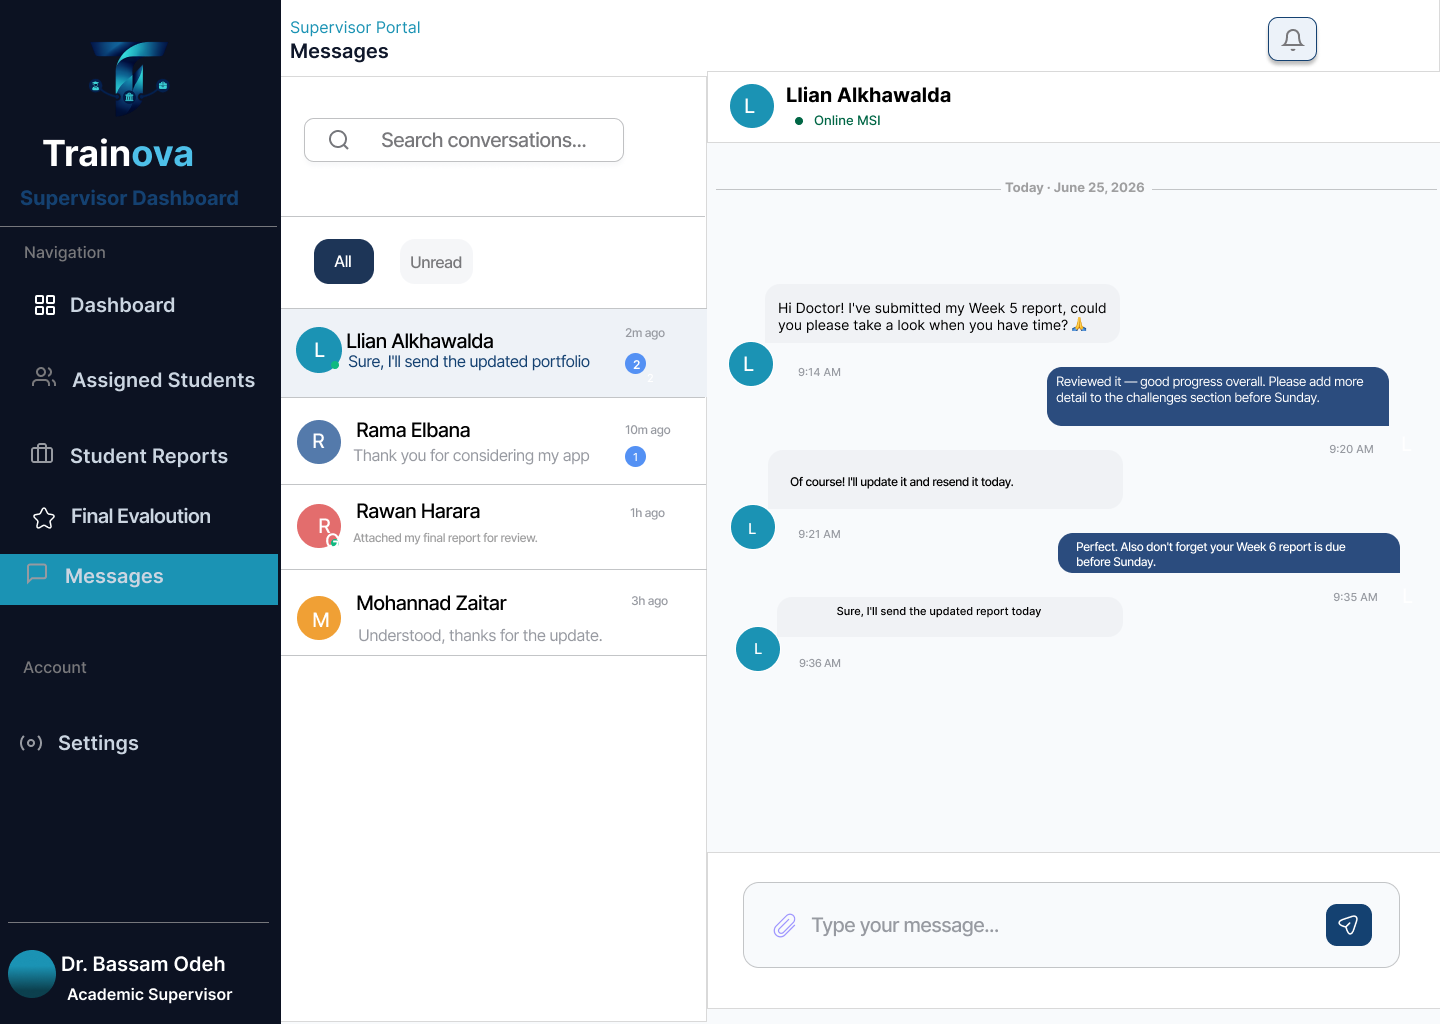 Trainova
Supervisor Dashboard
Navigation
Dashboard
Assigned Students
Student Reports
Final Evaloution
Messages
Account
Settings
Dr. Bassam Odeh
Academic Supervisor
Supervisor Portal
Messages
Search conversations...
All
Unread
L
Llian Alkhawalda
2m ago
Sure, I'll send the updated portfolio
2
2
R
Rama Elbana
10m ago
Thank you for considering my app
1
R
Rawan Harara
1h ago
Attached my final report for review.
M
Mohannad Zaitar
3h ago
Understood, thanks for the update.
L
Llian Alkhawalda
Online MSI
Today · June 25, 2026
Hi Doctor! I've submitted my Week 5 report, could
you please take a look when you have time? 🙏
L
9:14 AM
Reviewed it — good progress overall. Please add more
detail to the challenges section before Sunday.
9:20 AM
L
Of course! I'll update it and resend it today.
L
9:21 AM
Perfect. Also don't forget your Week 6 report is due
before Sunday.
9:35 AM
L
Sure, I'll send the updated report today
L
9:36 AM
Type your message...